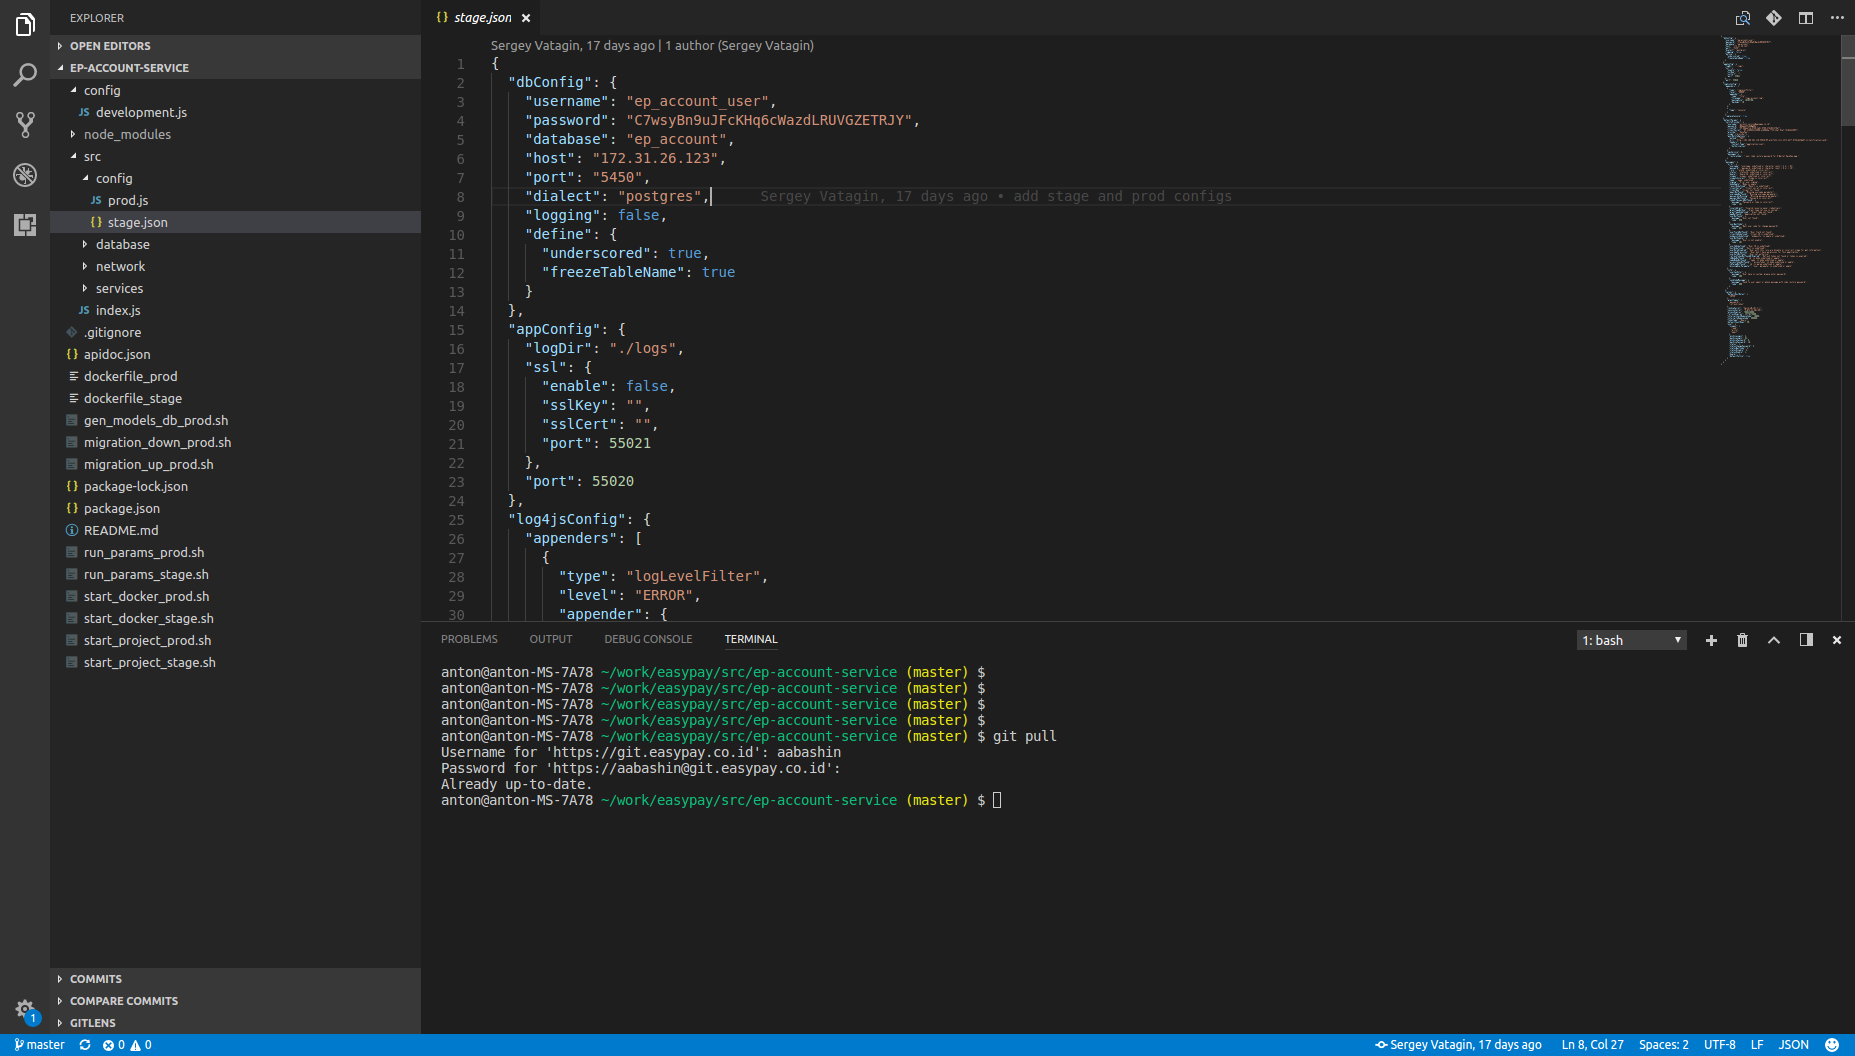 EXPLORER
OPEN EDITORS
EP-ACCOUNT-SERVICE
config
JS development.js
node_modules
src
config
JS prod.js
{} stage.json
database
network
services
JS index.js
.gitignore
{} apidoc.json
dockerfile_prod
dockerfile_stage
gen_models_db_prod.sh
migration_down_prod.sh
migration_up_prod.sh
{} package-lock.json
{} package.json
README.md
run_params_prod.sh
run_params_stage.sh
start_docker_prod.sh
start_docker_stage.sh
start_project_prod.sh
start_project_stage.sh
COMMITS
COMPARE COMMITS
GITLENS
1
{} stage.json ×
Sergey Vatagin, 17 days ago | 1 author (Sergey Vatagin)
1 {
2 "dbConfig": {
3 "username": "ep_account_user",
4 "password": "C7wsyBn9uJFcKHq6cWazdLRUVGZETRJY",
5 "database": "ep_account",
6 "host": "172.31.26.123",
7 "port": "5450",
8 "dialect": "postgres", Sergey Vatagin, 17 days ago • add stage and prod configs
9 "logging": false,
10 "define": {
11 "underscored": true,
12 "freezeTableName": true
13 }
14 },
15 "appConfig": {
16 "logDir": "./logs",
17 "ssl": {
18 "enable": false,
19 "sslKey": "",
20 "sslCert": "",
21 "port": 55021
22 },
23 "port": 55020
24 },
25 "log4jsConfig": {
26 "appenders": [
27 {
28 "type": "logLevelFilter",
29 "level": "ERROR",
30 "appender": {
PROBLEMS OUTPUT DEBUG CONSOLE TERMINAL 1: bash
anton@anton-MS-7A78 ~/work/easypay/src/ep-account-service (master) $
anton@anton-MS-7A78 ~/work/easypay/src/ep-account-service (master) $
anton@anton-MS-7A78 ~/work/easypay/src/ep-account-service (master) $
anton@anton-MS-7A78 ~/work/easypay/src/ep-account-service (master) $
anton@anton-MS-7A78 ~/work/easypay/src/ep-account-service (master) $ git pull
Username for 'https://git.easypay.co.id': aabashin
Password for 'https://aabashin@git.easypay.co.id':
Already up-to-date.
anton@anton-MS-7A78 ~/work/easypay/src/ep-account-service (master) $
master 0 0 Sergey Vatagin, 17 days ago Ln 8, Col 27 Spaces: 2 UTF-8 LF JSON